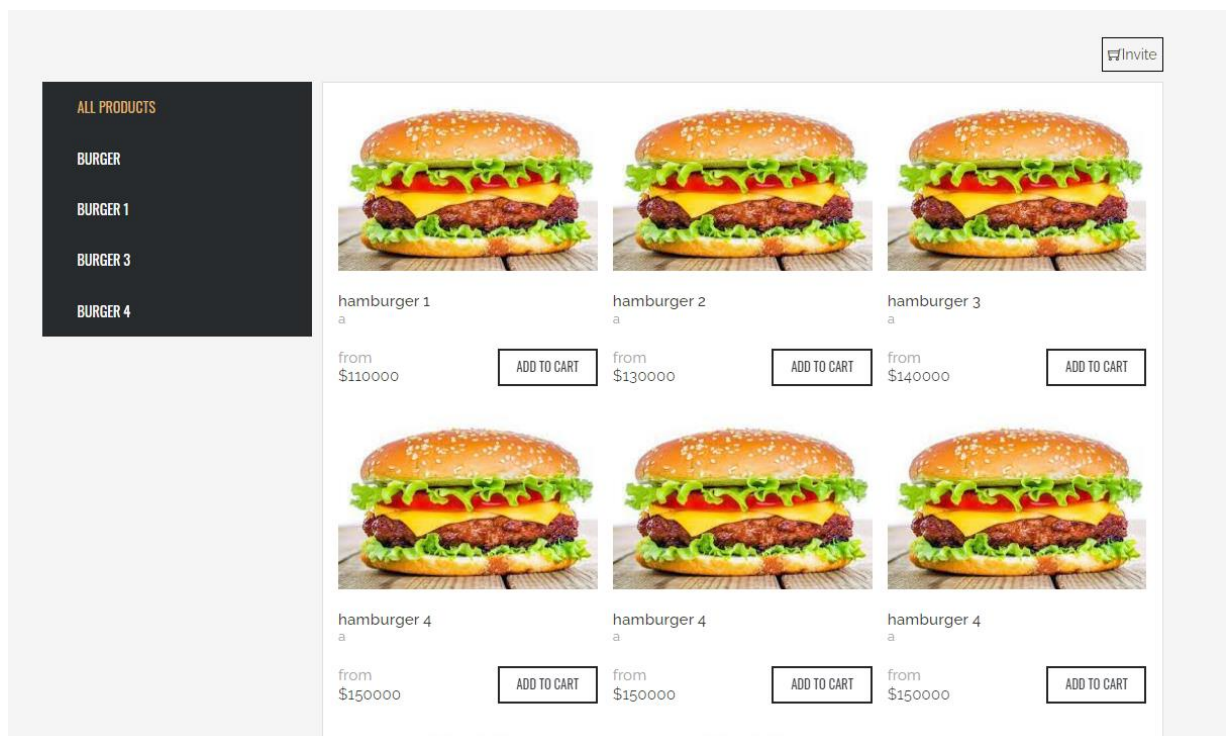 Invite
ALL PRODUCTS
BURGER
BURGER 1
BURGER 3
BURGER 4
hamburger 1
a
from
$110000
ADD TO CART
hamburger 2
a
from
$130000
ADD TO CART
hamburger 3
a
from
$140000
ADD TO CART
hamburger 4
a
from
$150000
ADD TO CART
hamburger 4
a
from
$150000
ADD TO CART
hamburger 4
a
from
$150000
ADD TO CART